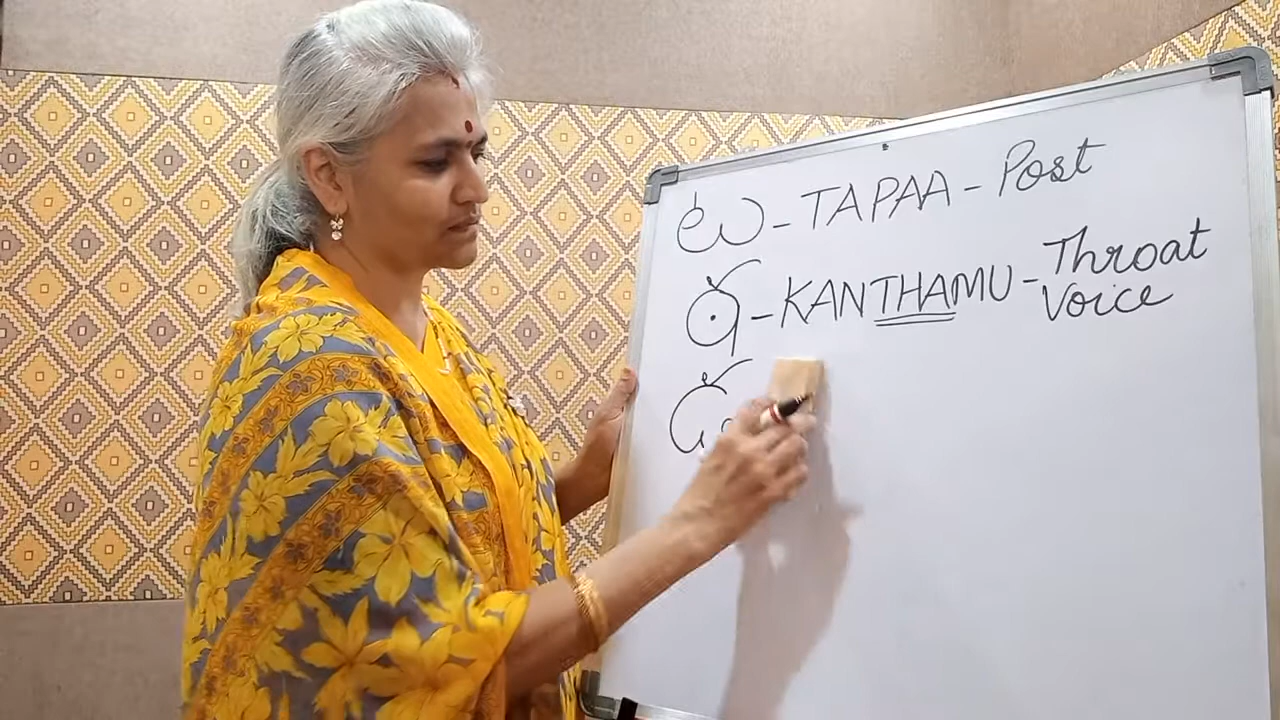 ట - TAPAA - Post
ఠ - KANTHAMU - Throat
Voice